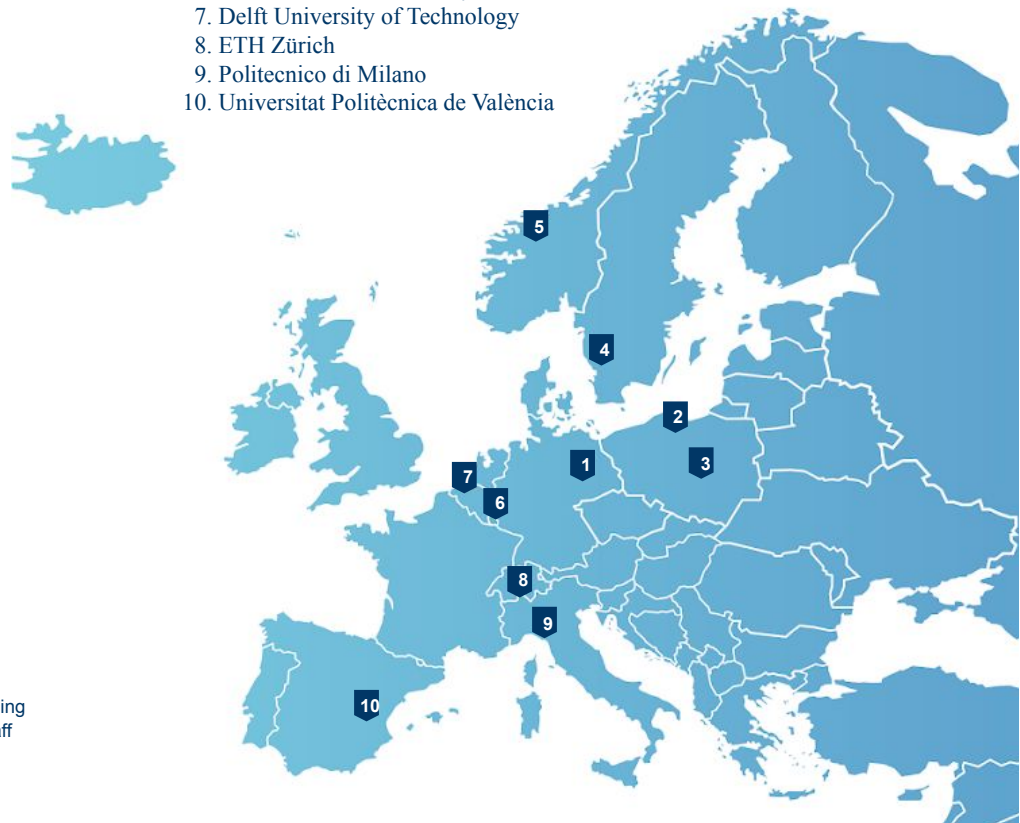 7. Delft University of Technology
8. ETH Zürich
9. Politecnico di Milano
10. Universitat Politècnica de València
5
4
2
3
1
7
6
8
9
10